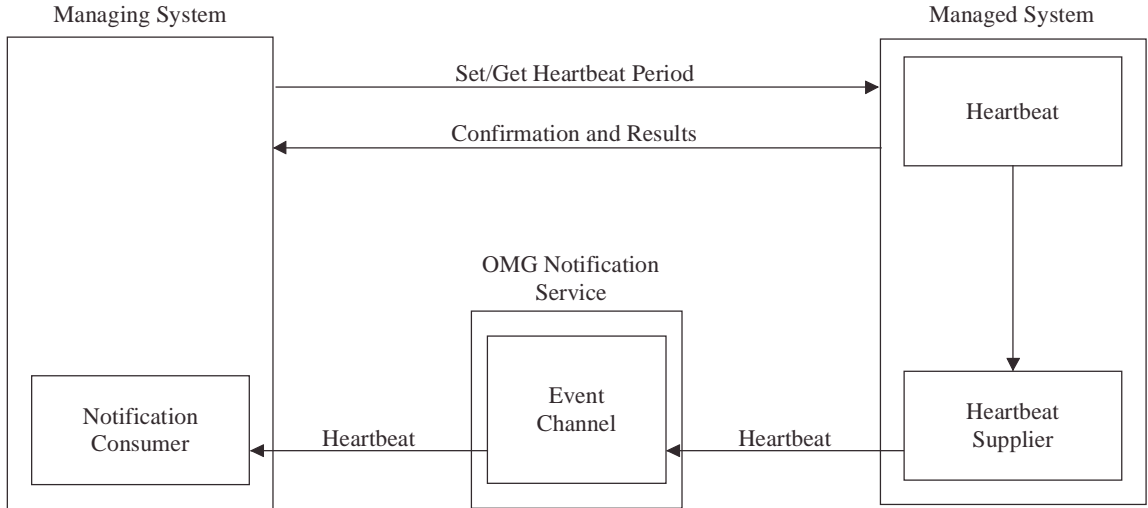 Managing System
Managed System
Set/Get Heartbeat Period
Heartbeat
Confirmation and Results
OMG Notification
Service
Event
Channel
Notification
Consumer
Heartbeat
Heartbeat
Heartbeat
Supplier